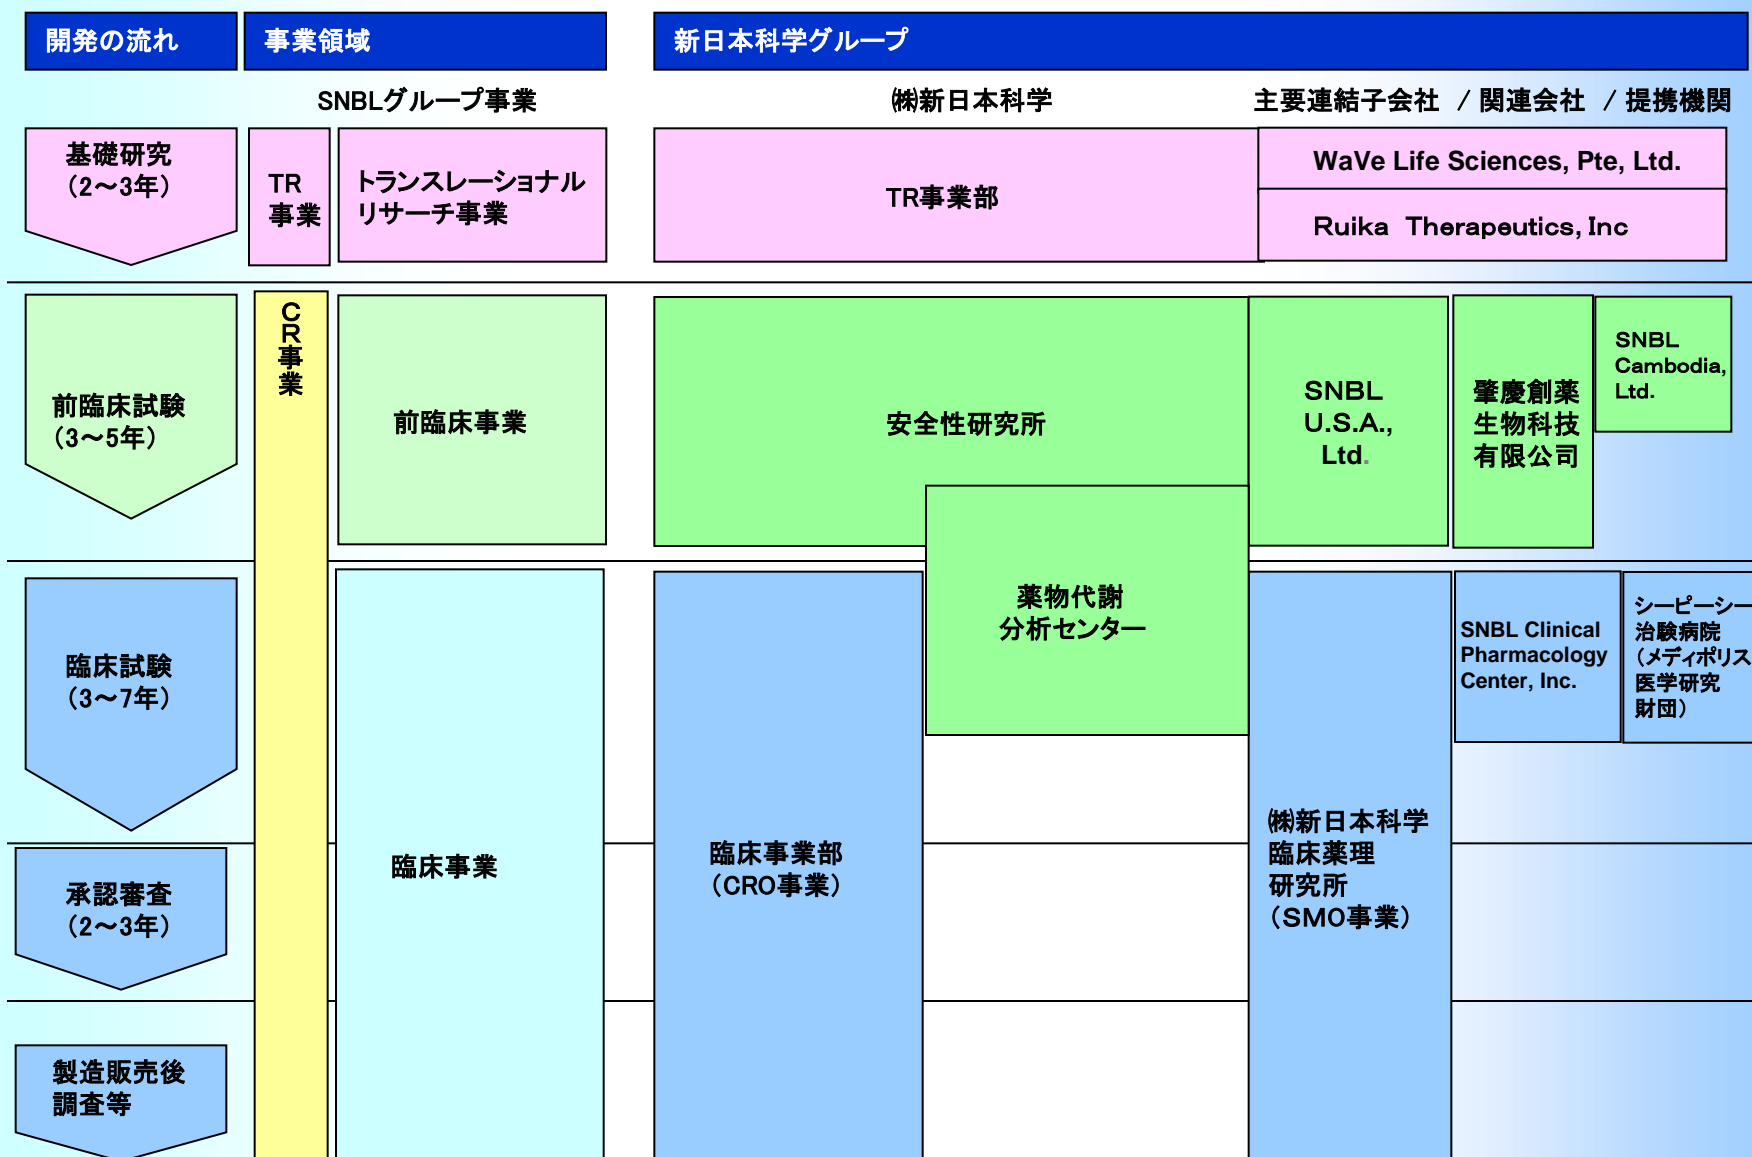 開発の流れ
事業領域
新日本科学グループ
SNBLグループ事業
㈱新日本科学
主要連結子会社 / 関連会社 / 提携機関
基礎研究
(2～3年)
TR
事業
トランスレーショナル
リサーチ事業
TR事業部
WaVe Life Sciences, Pte, Ltd.
Ruika Therapeutics, Inc
前臨床試験
(3～5年)
CR事業
前臨床事業
安全性研究所
SNBL
U.S.A.,
Ltd.
肇慶創薬
生物科技
有限公司
SNBL
Cambodia,
Ltd.
臨床試験
(3～7年)
臨床事業
臨床事業部
(CRO事業)
薬物代謝
分析センター
㈱新日本科学
臨床薬理
研究所
(SMO事業)
SNBL Clinical
Pharmacology
Center, Inc.
シーピーシー
治験病院
(メディポリス
医学研究
財団)
承認審査
(2～3年)
製造販売後
調査等